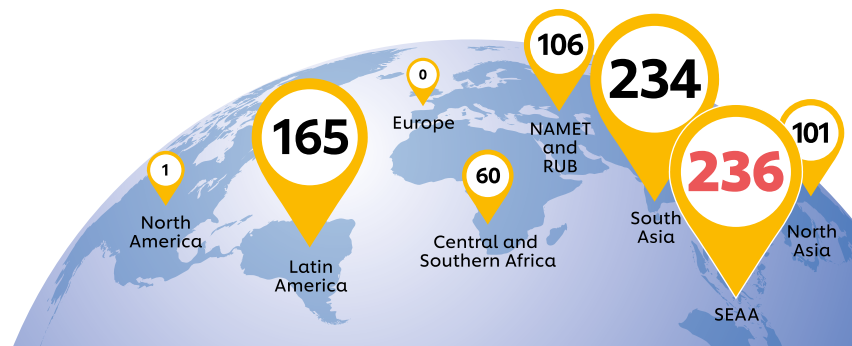 1
North
America
165
Latin
America
0
Europe
60
Central and
Southern Africa
106
NAMET
and
RUB
234
South
Asia
236
SEAA
101
North
Asia